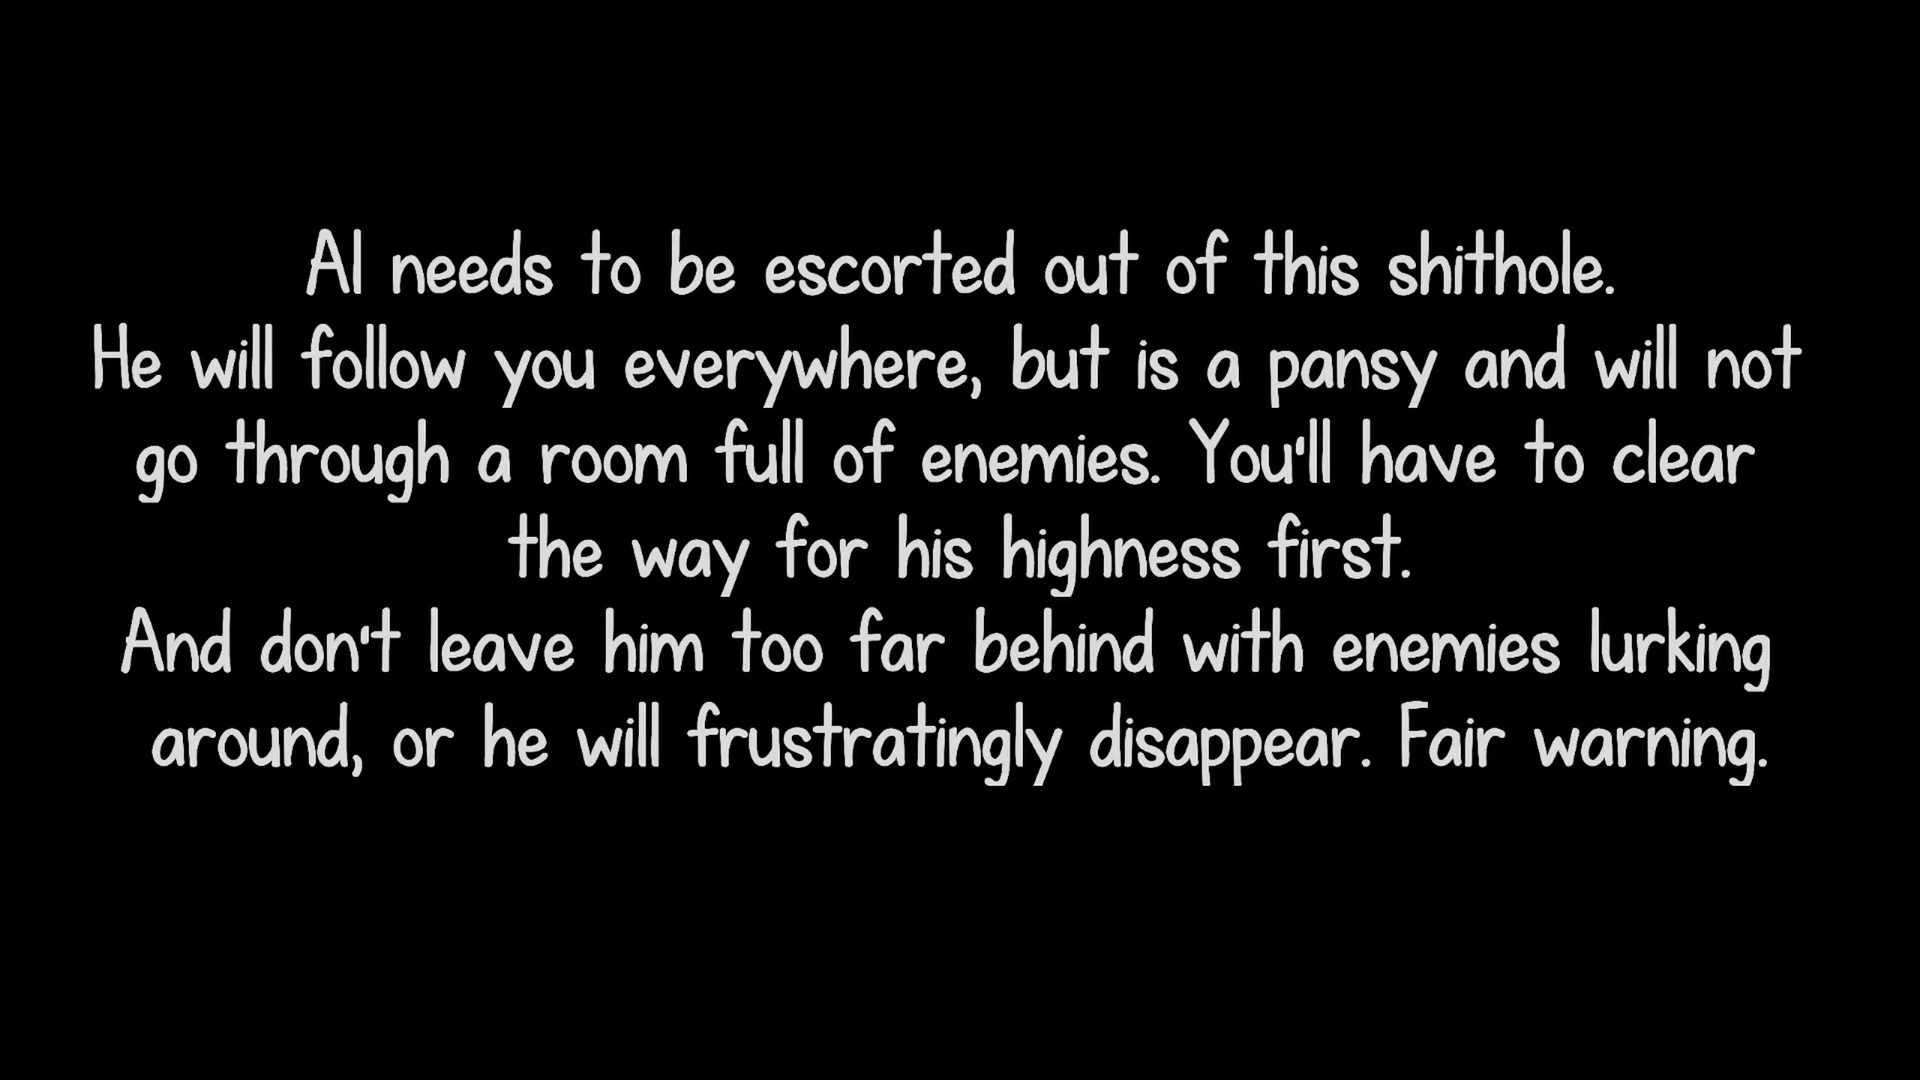 Al needs to be escorted out of this shithole.
He will follow you everywhere, but is a pansy and will not
go through a room full of enemies. You'll have to clear
the way for his highness first.
And don't leave him too far behind with enemies lurking
around, or he will frustratingly disappear. Fair warning.